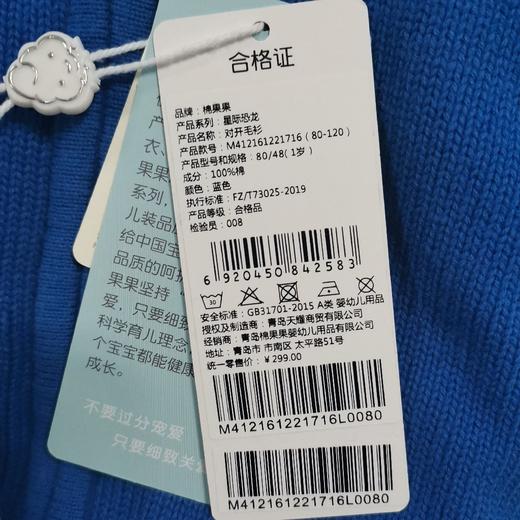 合格证
品牌：棉果果
产品系列：星际恐龙
产品名称：对开毛衫
产品款号：M412161221716（80-120）
产品型号和规格：80/48(1岁)
成分：100%棉
颜色：蓝色
执行标准：FZ/T73025-2019
产品等级：合格品
检验员：008
6 920450 842583
30
安全标准：GB31701-2015 A类 婴幼儿用品
授权及制造商：青岛天耀商贸有限公司
经销商：青岛棉果果婴幼儿用品有限公司
地址：青岛市 市南区 太平路51号
统一零售价：￥299.00
M412161221716L0080
M412161221716L0080
产
衣、
果果
系列，
儿装品质
给中国宝
品质的呵护
果果坚持
爱，只要细致
科学育儿理念
个宝宝都能健康
成长。
不要过分宠爱
只要细致关